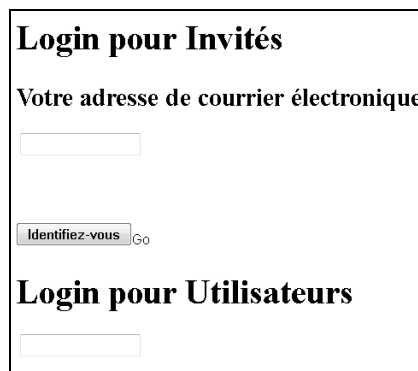 Login pour Invités
Votre adresse de courrier électronique
Identifiez-vous Go
Login pour Utilisateurs